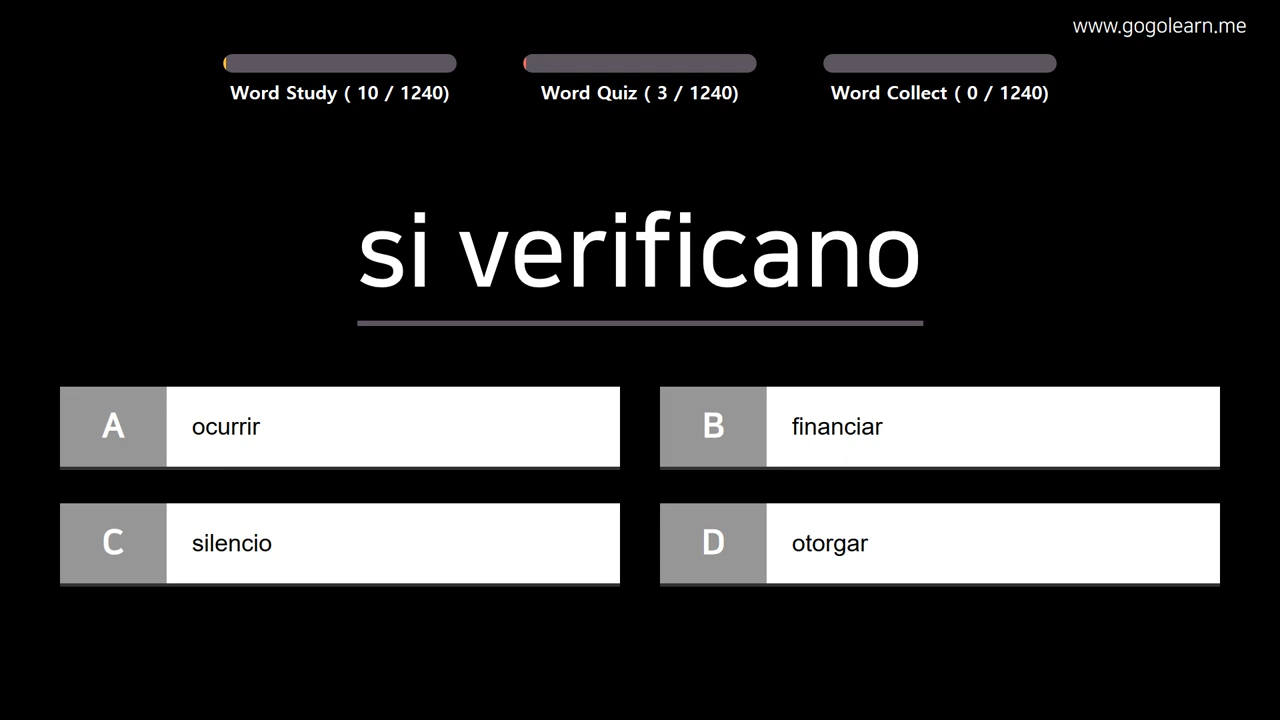 www.gogolearn.me
Word Study ( 10 / 1240)
Word Quiz ( 3 / 1240)
Word Collect ( 0 / 1240)
si verificano
A ocurrir
B financiar
C silencio
D otorgar